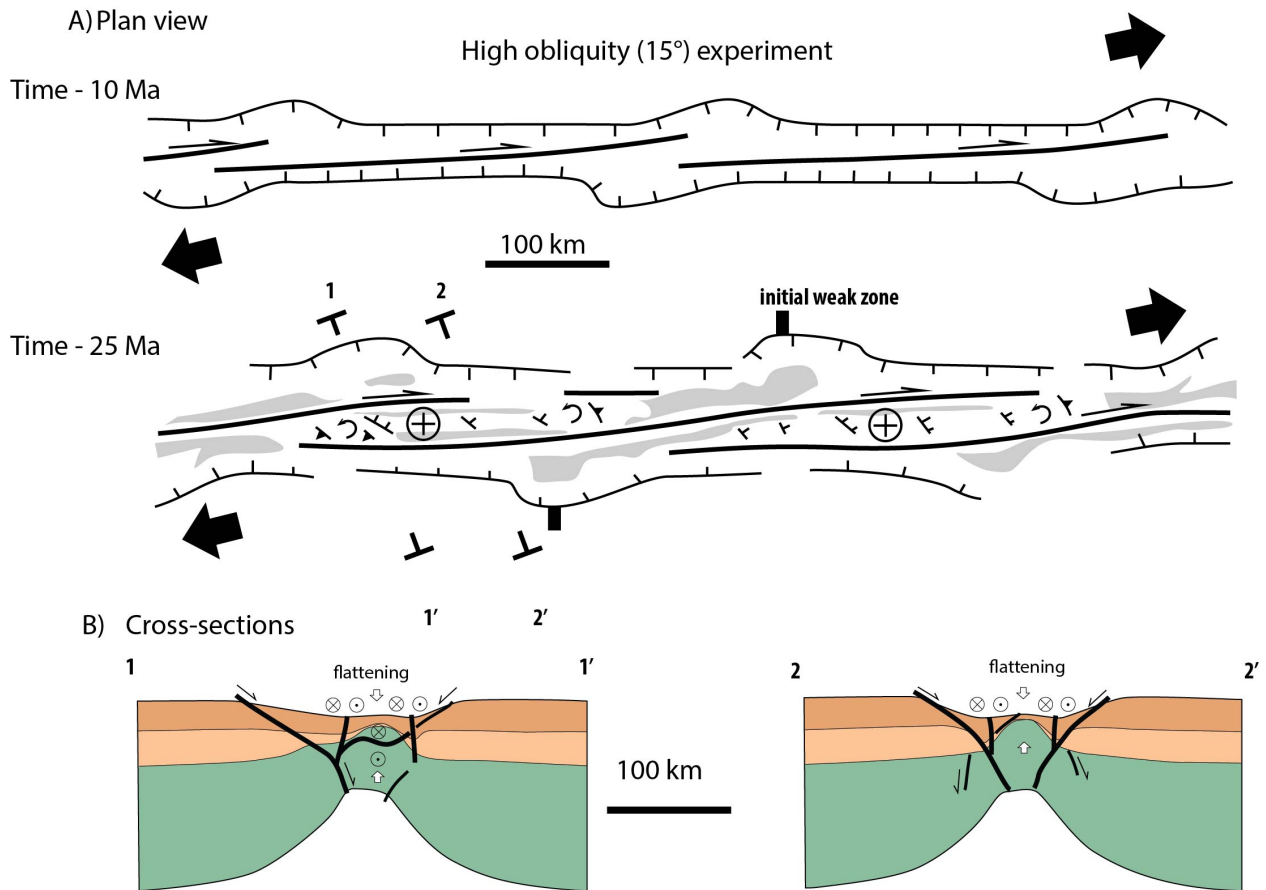 A) Plan view
High obliquity (15°) experiment
Time - 10 Ma
100 km
1 2
initial weak zone
Time - 25 Ma
1' 2'
B) Cross-sections
1 flattening 1'
2 flattening 2'
100 km